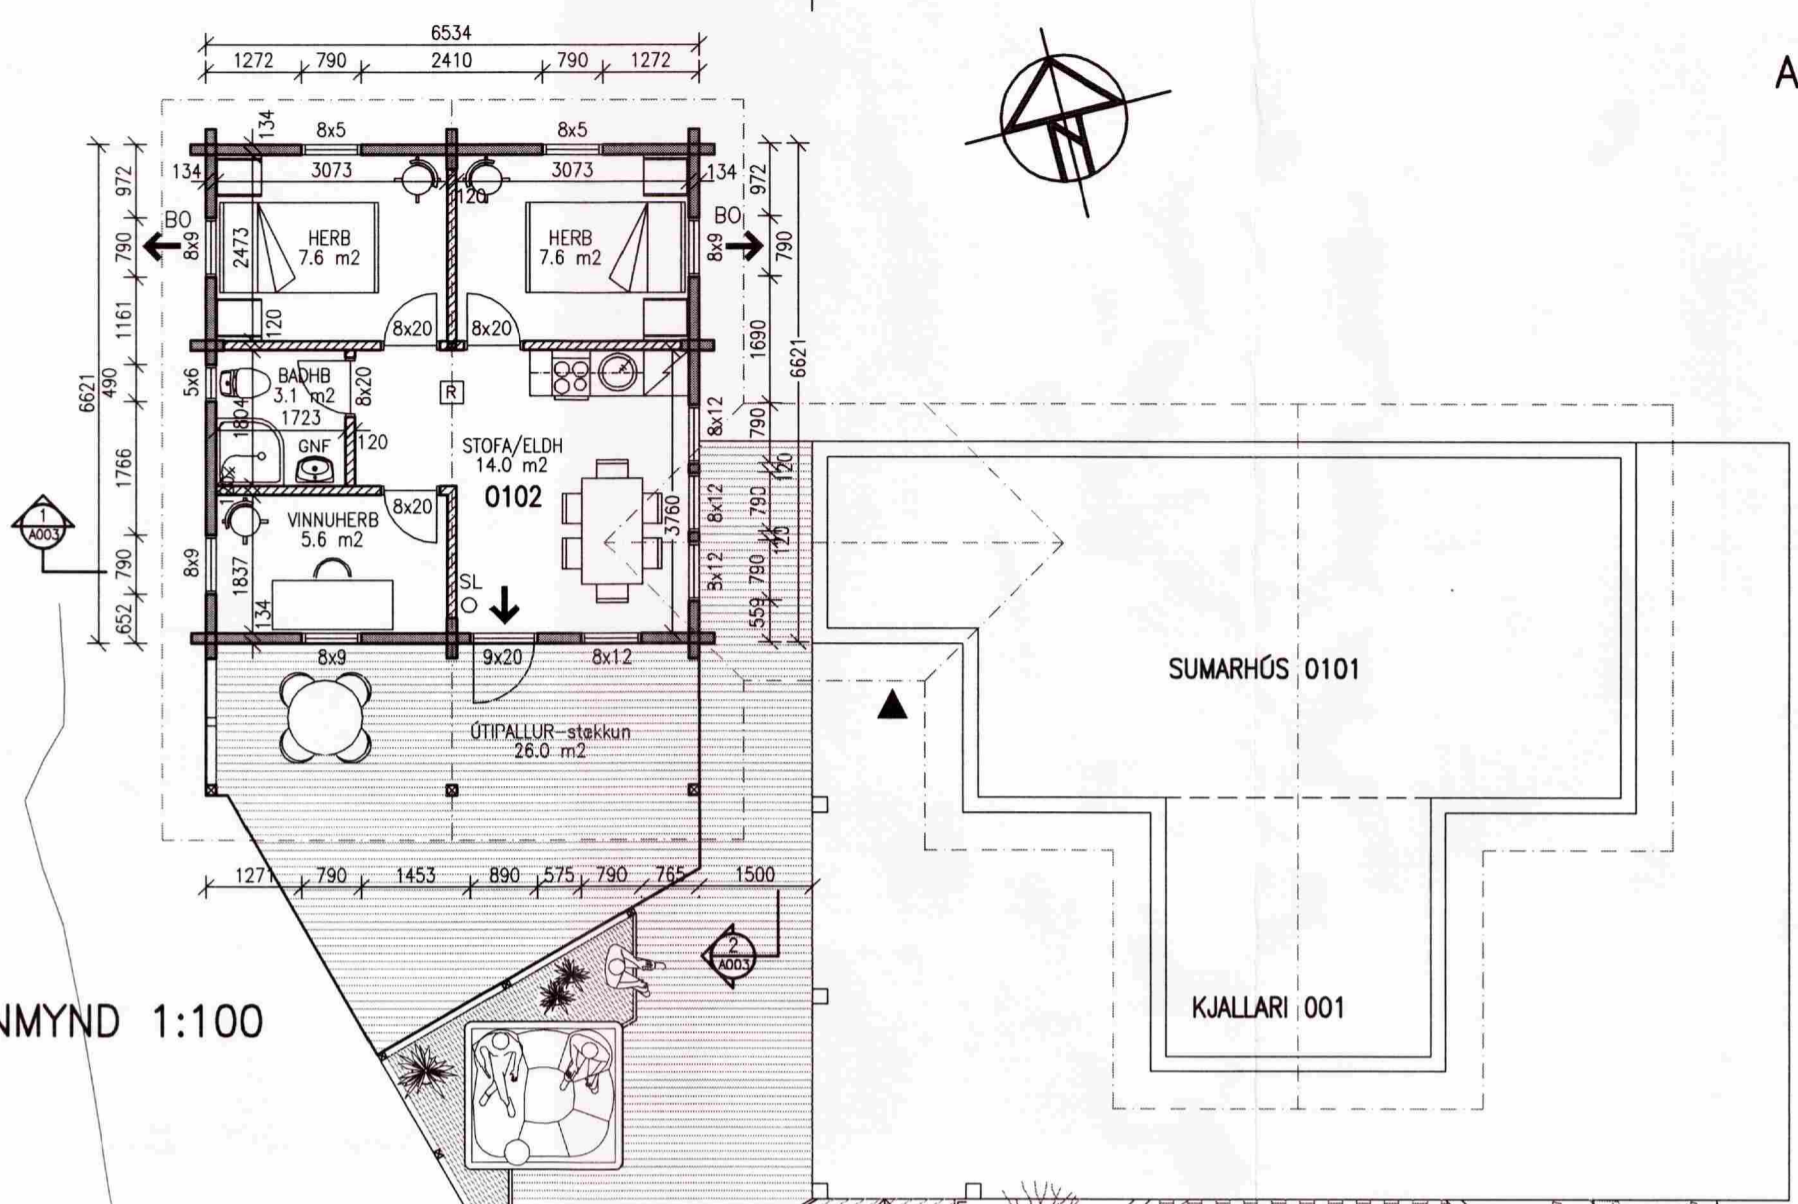 6534
1272 790 2410 790 1272
A
134
8x5 8x5
134 3073 3073 134
120
972 972
BO BO
8x9 8x9
790 790
HERB
7.6 m2
HERB
7.6 m2
2473
1161
120
8x20 8x20
1690
6621 6621
490
5x6
BADHB
3.1 m2
1723
1804
8x20
R
GNF
120
8x12
790
120
STOFA/ELDH
14.0 m2
0102
1766
8x20
8x12
790
120
3760
1
A003
VINNUHERB
5.6 m2
8x9
790
1837
8x12
790
SL
652
134
559
8x9 9x20 8x12
SUMARHÚS 0101
ÚTIPALLUR-stækkun
26.0 m2
1271 790 1453 890 575 790 765 1500
2
A003
NMYND 1:100
KJALLARI 001
N